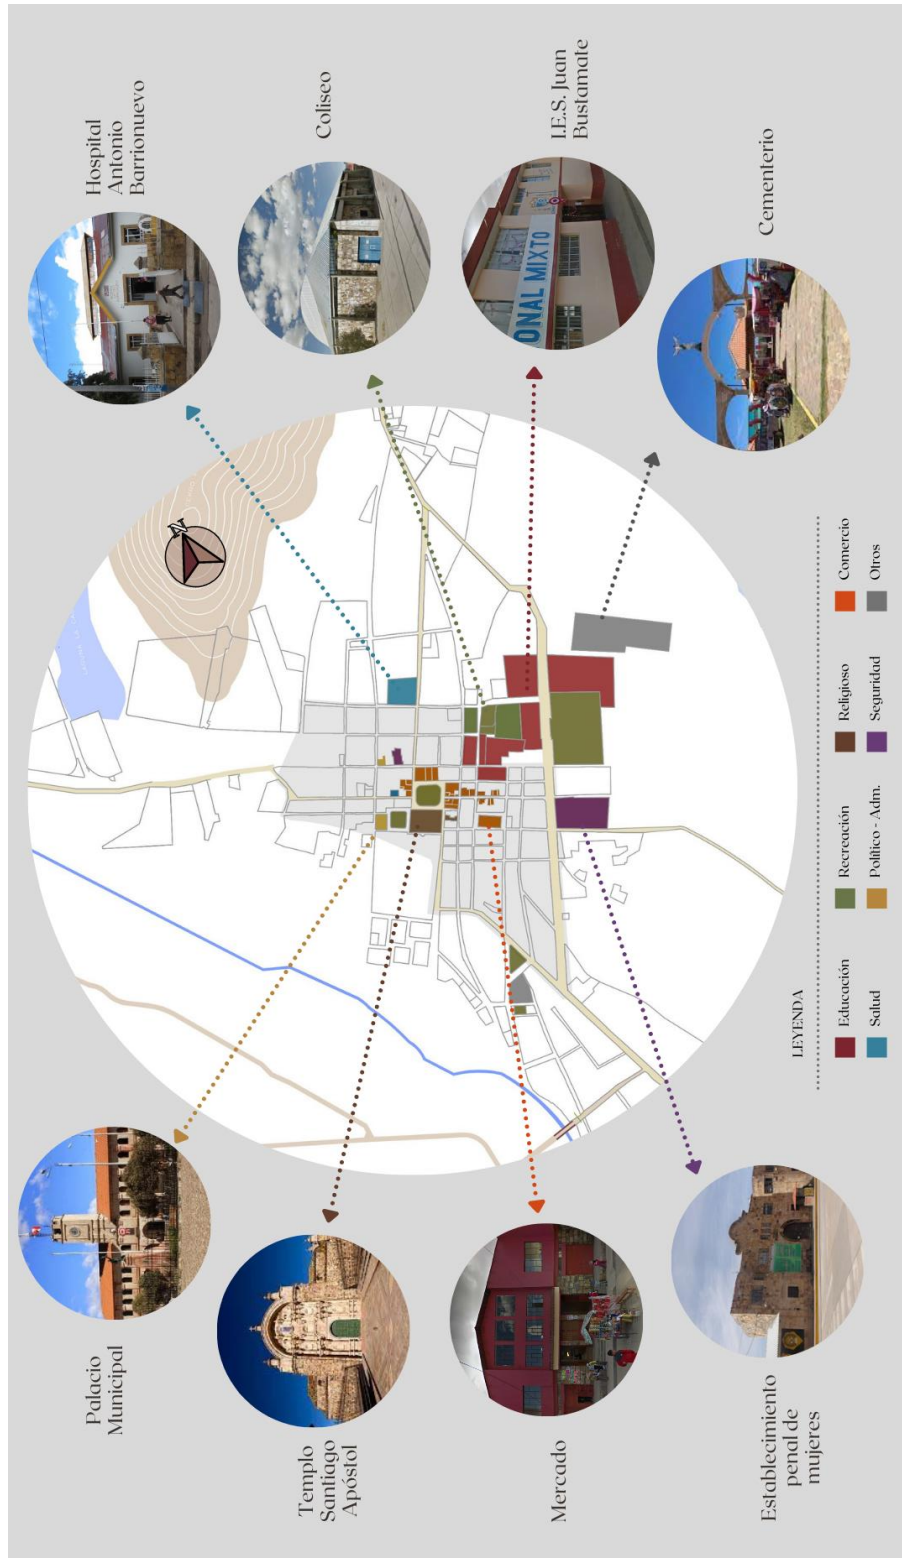 Palacio
Municipal
Hospital
Antonio
Barrionuevo
Templo
Santiago
Apóstol
Coliseo
Mercado
I.E.S. Juan
Bustamate
ONAL MIXTO
Establecimiento
penal de
mujeres
Cementerio
N
LEYENDA
Educación
Recreación
Religioso
Comercio
Salud
Político - Adm.
Seguridad
Otros